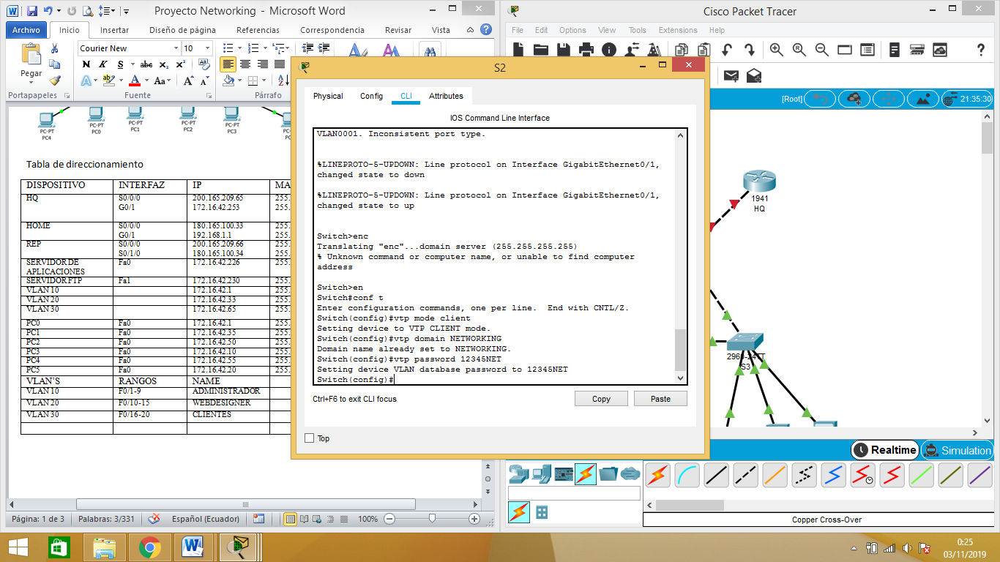 Proyecto Networking - Microsoft Word
Archivo
Inicio
Insertar
Diseño de página
Referencias
Correspondencia
Revisar
Vista
Pegar
Courier New
10
N K S abc x₂ x²
Portapapeles
Fuente
Párrafo
PC-PT
PC4
PC-PT
PC0
PC-PT
PC1
PC-PT
PC2
PC-PT
PC3
Tabla de direccionamiento
DISPOSITIVO INTERFAZ IP MA
HQ S0/0/0 200.165.209.65 255.
G0/1 172.16.42.253 255.
HOME S0/0/0 180.165.100.33 255.
G0/1 192.168.1.1 255.
REP S0/0/0 200.165.209.66 255.
S0/1/0 180.165.100.34 255.
SERVIDOR DE Fa0 172.16.42.226 255.
APLICACIONES
SERVIDOR FTP Fa1 172.16.42.230 255.
VLAN 10 172.16.42.1 255.
VLAN 20 172.16.42.33 255.
VLAN 30 172.16.42.65 255.
PC0 Fa0 172.16.42.1 255.
PC1 Fa0 172.16.42.35 255.
PC2 Fa0 172.16.42.50 255.
PC3 Fa0 172.16.42.10 255.
PC4 Fa0 172.16.42.55 255.
PC5 Fa0 172.16.42.20 255.
VLAN'S RANGOS NAME
VLAN 10 F0/1-9 ADMINISTRADOR
VLAN 20 F0/10-15 WEBDESIGNER
VLAN 30 F0/16-20 CLIENTES
Página: 1 de 3
Palabras: 3/331
Español (Ecuador)
100%
S2
Physical
Config
CLI
Attributes
IOS Command Line Interface
VLAN0001. Inconsistent port type.
%LINEPROTO-5-UPDOWN: Line protocol on Interface GigabitEthernet0/1,
changed state to down
%LINEPROTO-5-UPDOWN: Line protocol on Interface GigabitEthernet0/1,
changed state to up
Switch>enc
Translating "enc"...domain server (255.255.255.255)
% Unknown command or computer name, or unable to find computer
address
Switch>en
Switch#conf t
Enter configuration commands, one per line.  End with CNTL/Z.
Switch(config)#vtp mode client
Setting device to VTP CLIENT mode.
Switch(config)#vtp domain NETWORKING
Domain name already set to NETWORKING.
Switch(config)#vtp password 12345NET
Setting device VLAN database password to 12345NET
Switch(config)#
Ctrl+F6 to exit CLI focus
Copy
Paste
Top
Cisco Packet Tracer
File
Edit
Options
View
Tools
Extensions
Help
[Root]
21:35:30
1941
HQ
2960-24TT
S3
Realtime
Simulation
Copper Cross-Over
0:25
03/11/2019